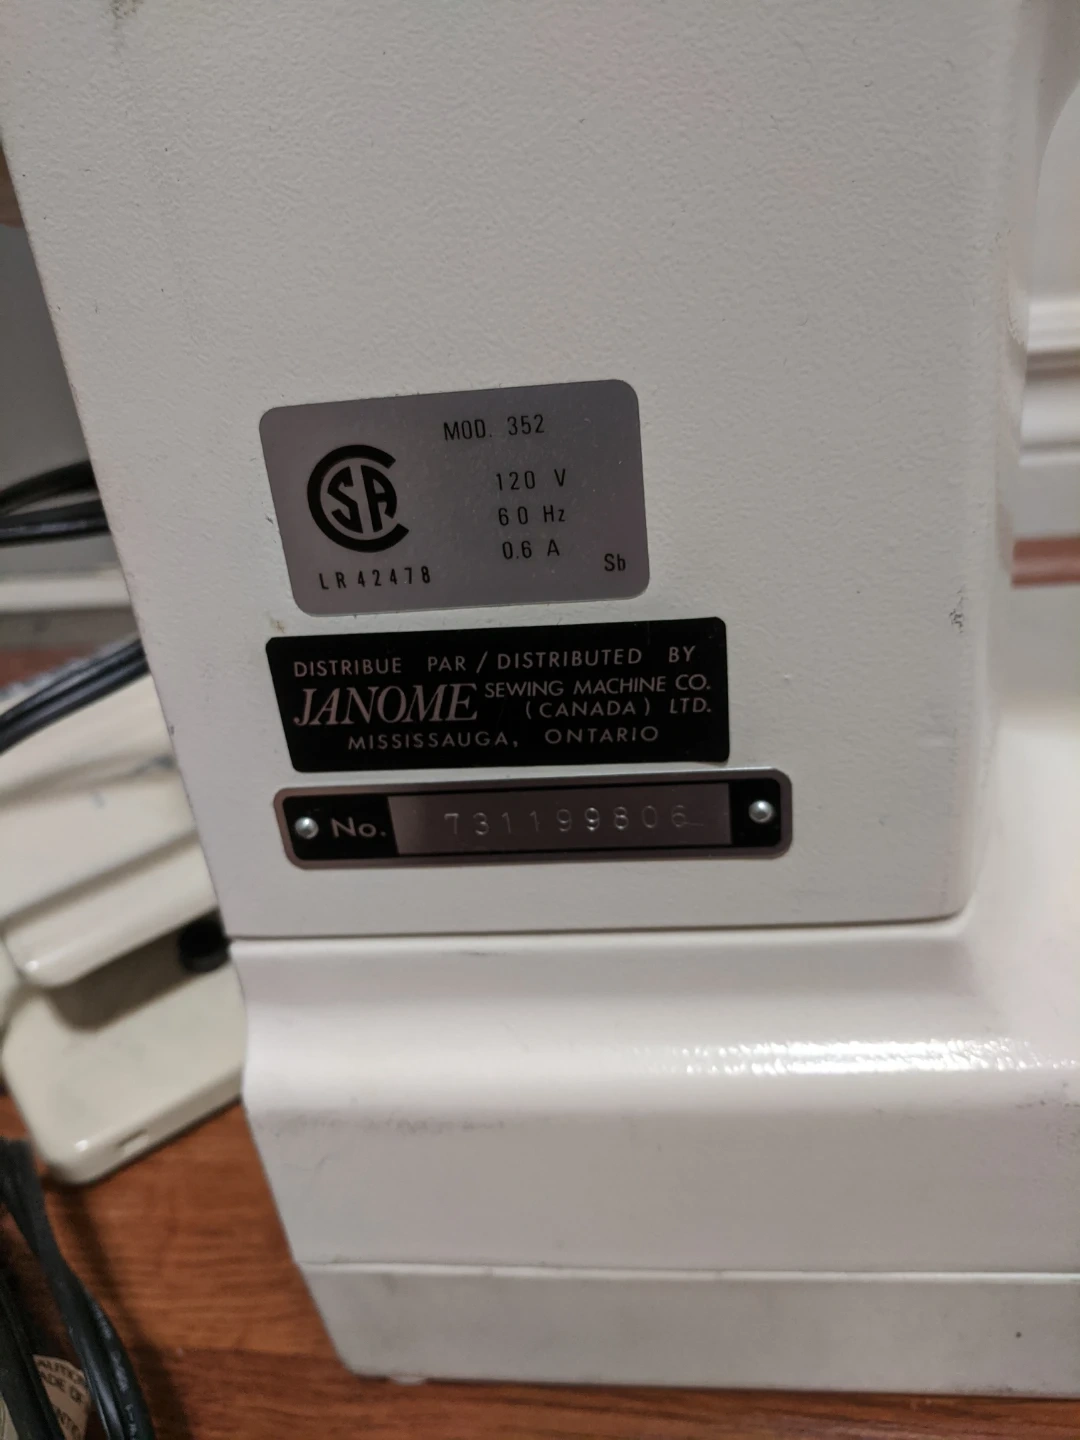 MOD. 352
CSA
120 V
60 Hz
0.6 A
LR42478
Sb
DISTRIBUE PAR / DISTRIBUTED BY
JANOME SEWING MACHINE CO.
(CANADA) LTD.
MISSISSAUGA, ONTARIO
No. 731199806